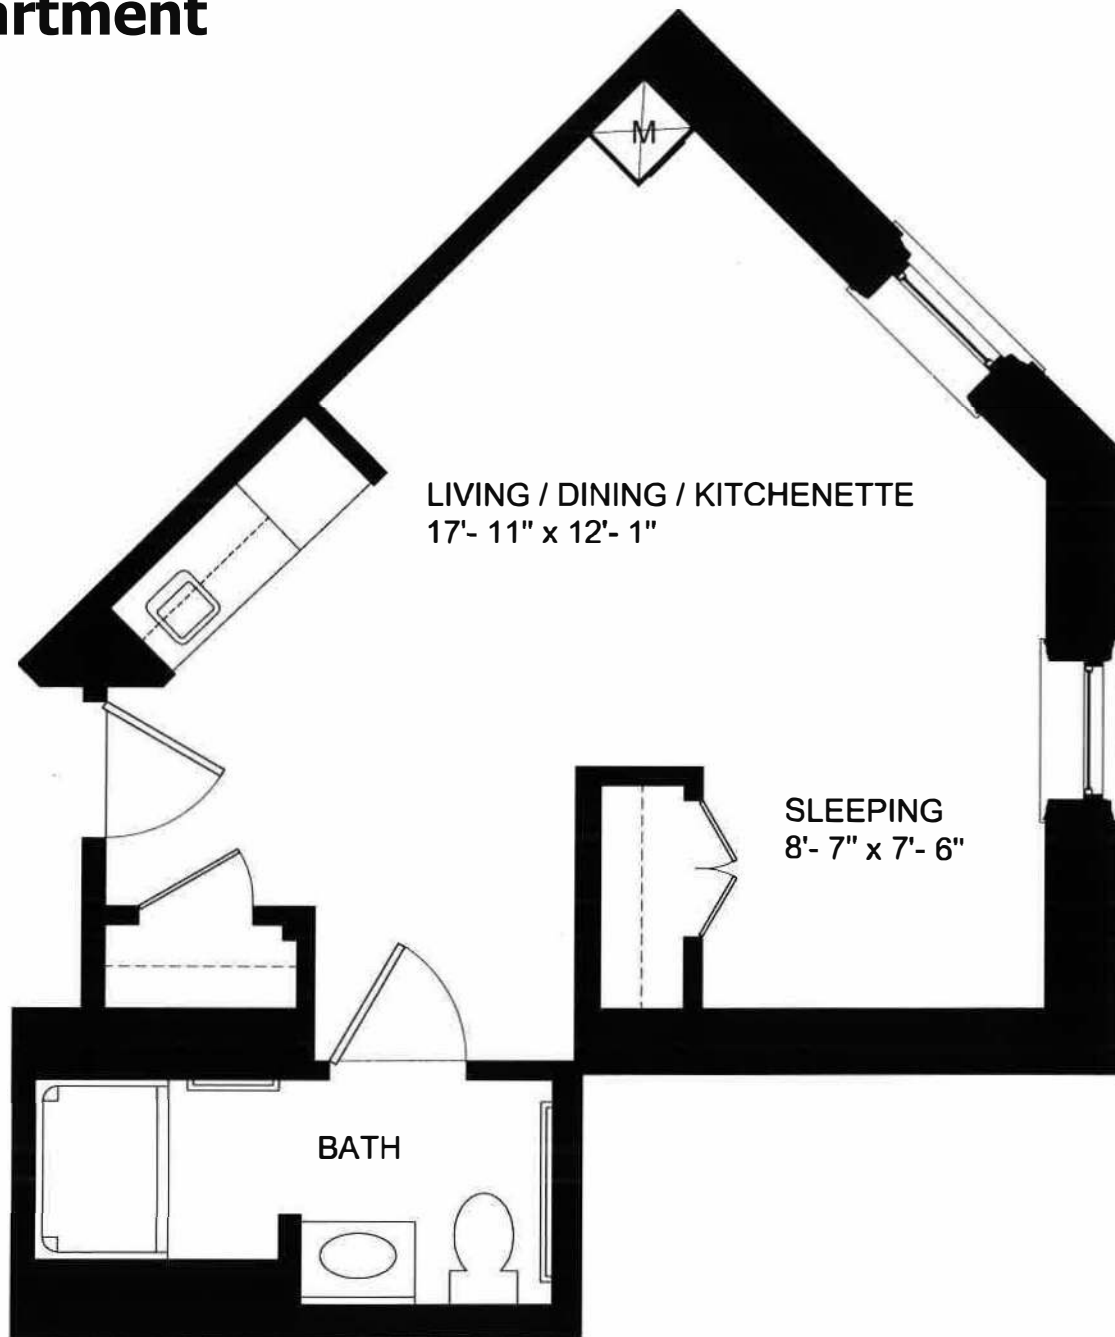 artment
M
LIVING / DINING / KITCHENETTE
17'- 11" x 12'- 1"
SLEEPING
8'- 7" x 7'- 6"
BATH